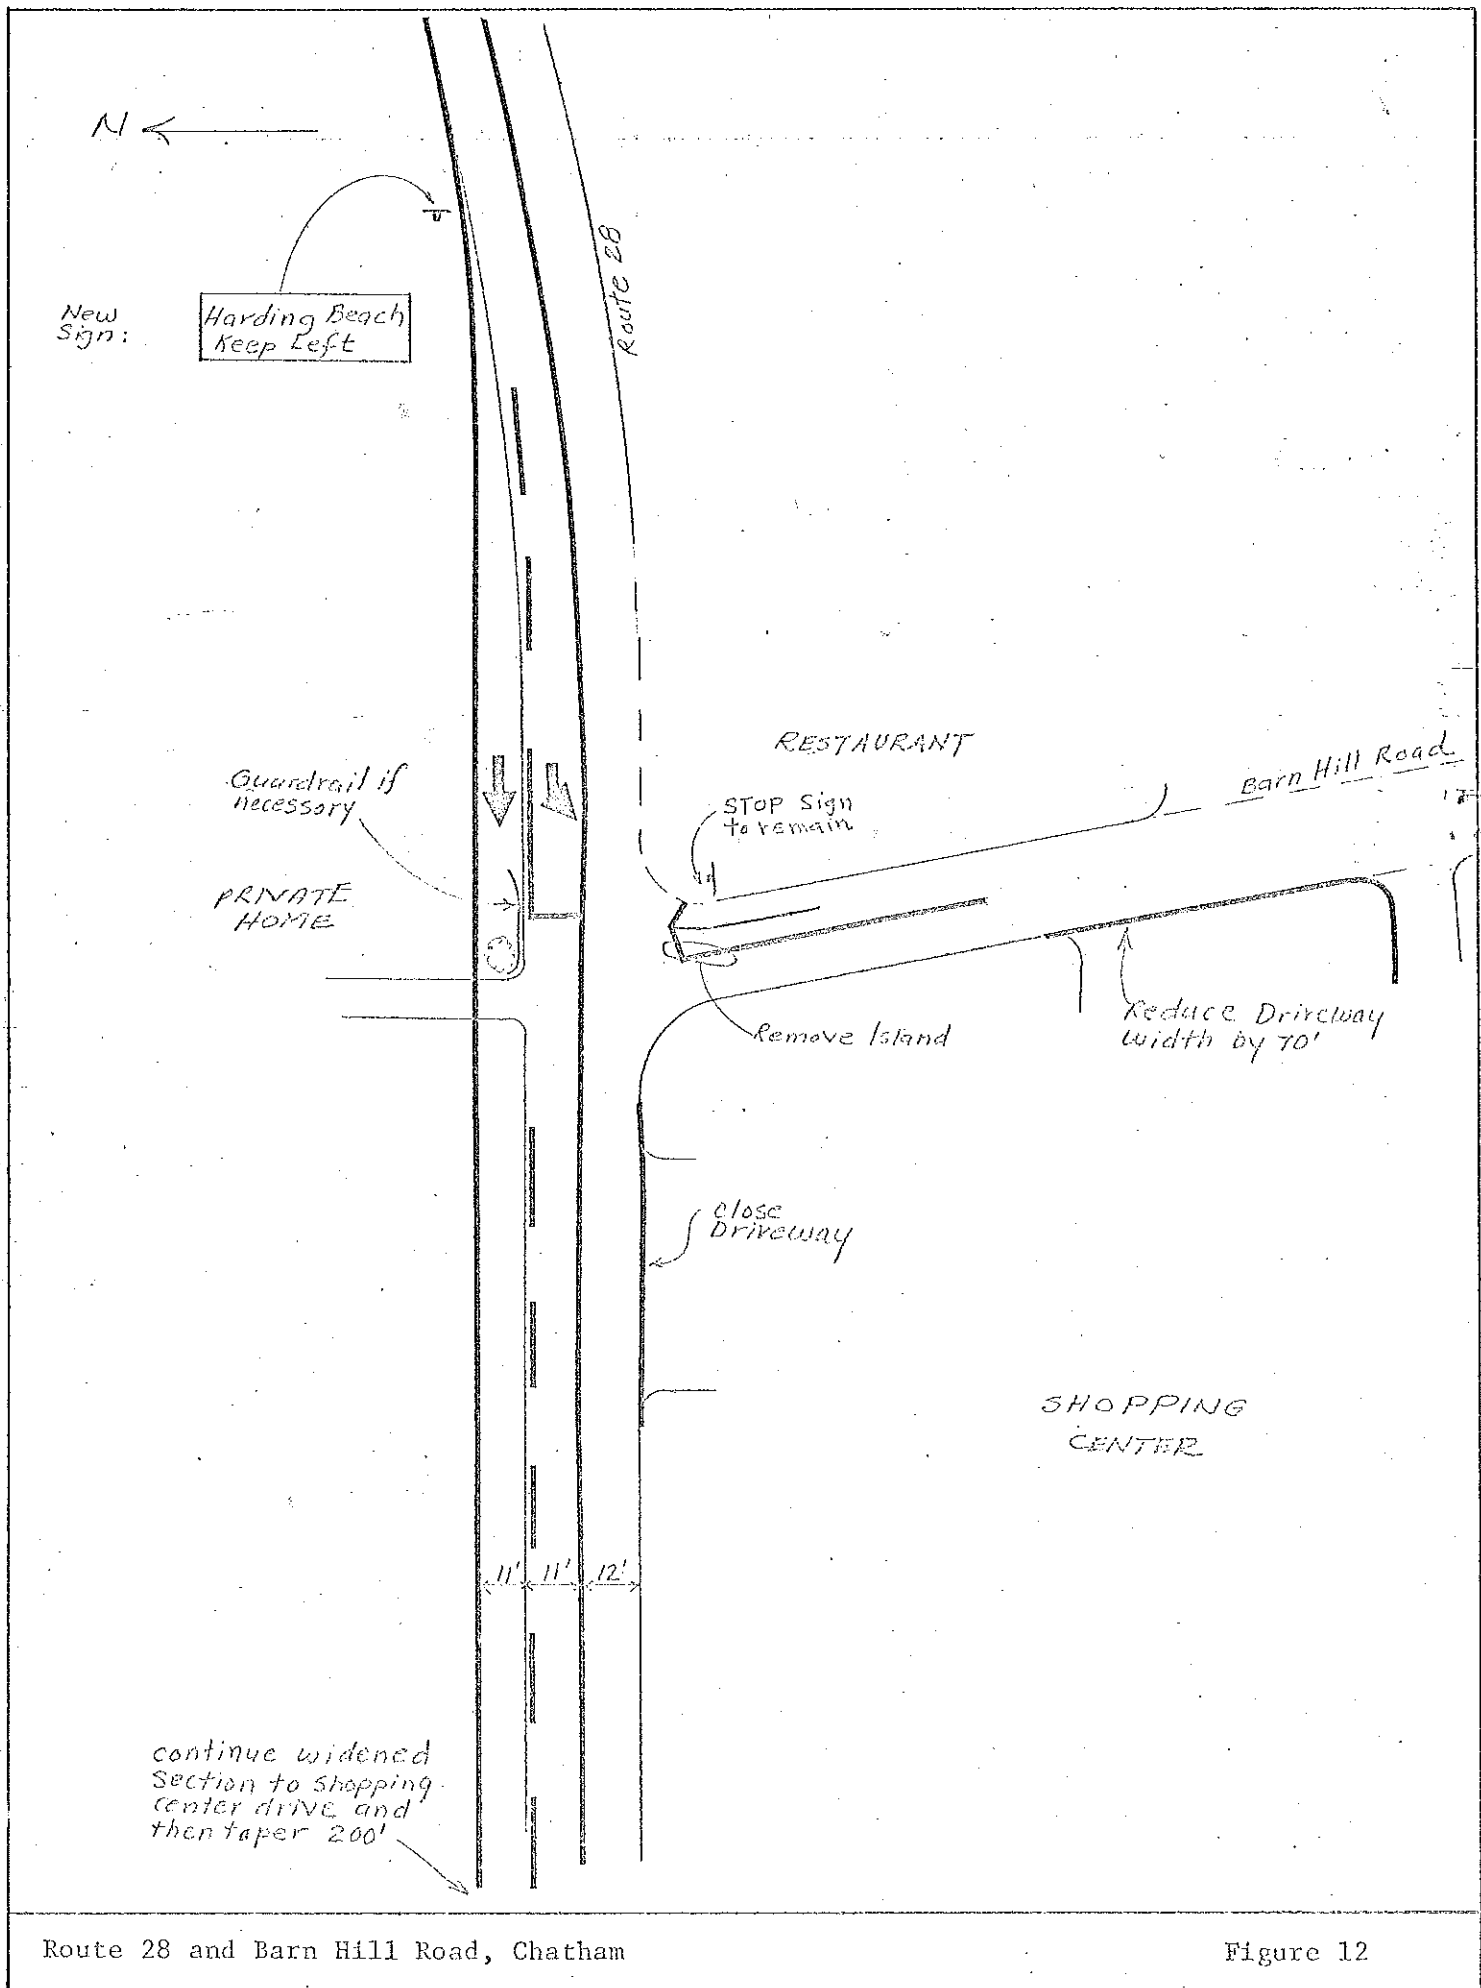 N
New
Sign:
Harding Beach
Keep Left
Route 28
Guardrail if
necessary
PRIVATE
HOME
RESTAURANT
STOP Sign
to remain
Barn Hill Road
Remove Island
Reduce Driveway
Width by 70'
Close
Driveway
SHOPPING
CENTER
11' 11' 12'
continue widened
Section to Shopping
center drive and
then taper 200'
Route 28 and Barn Hill Road, Chatham
Figure 12